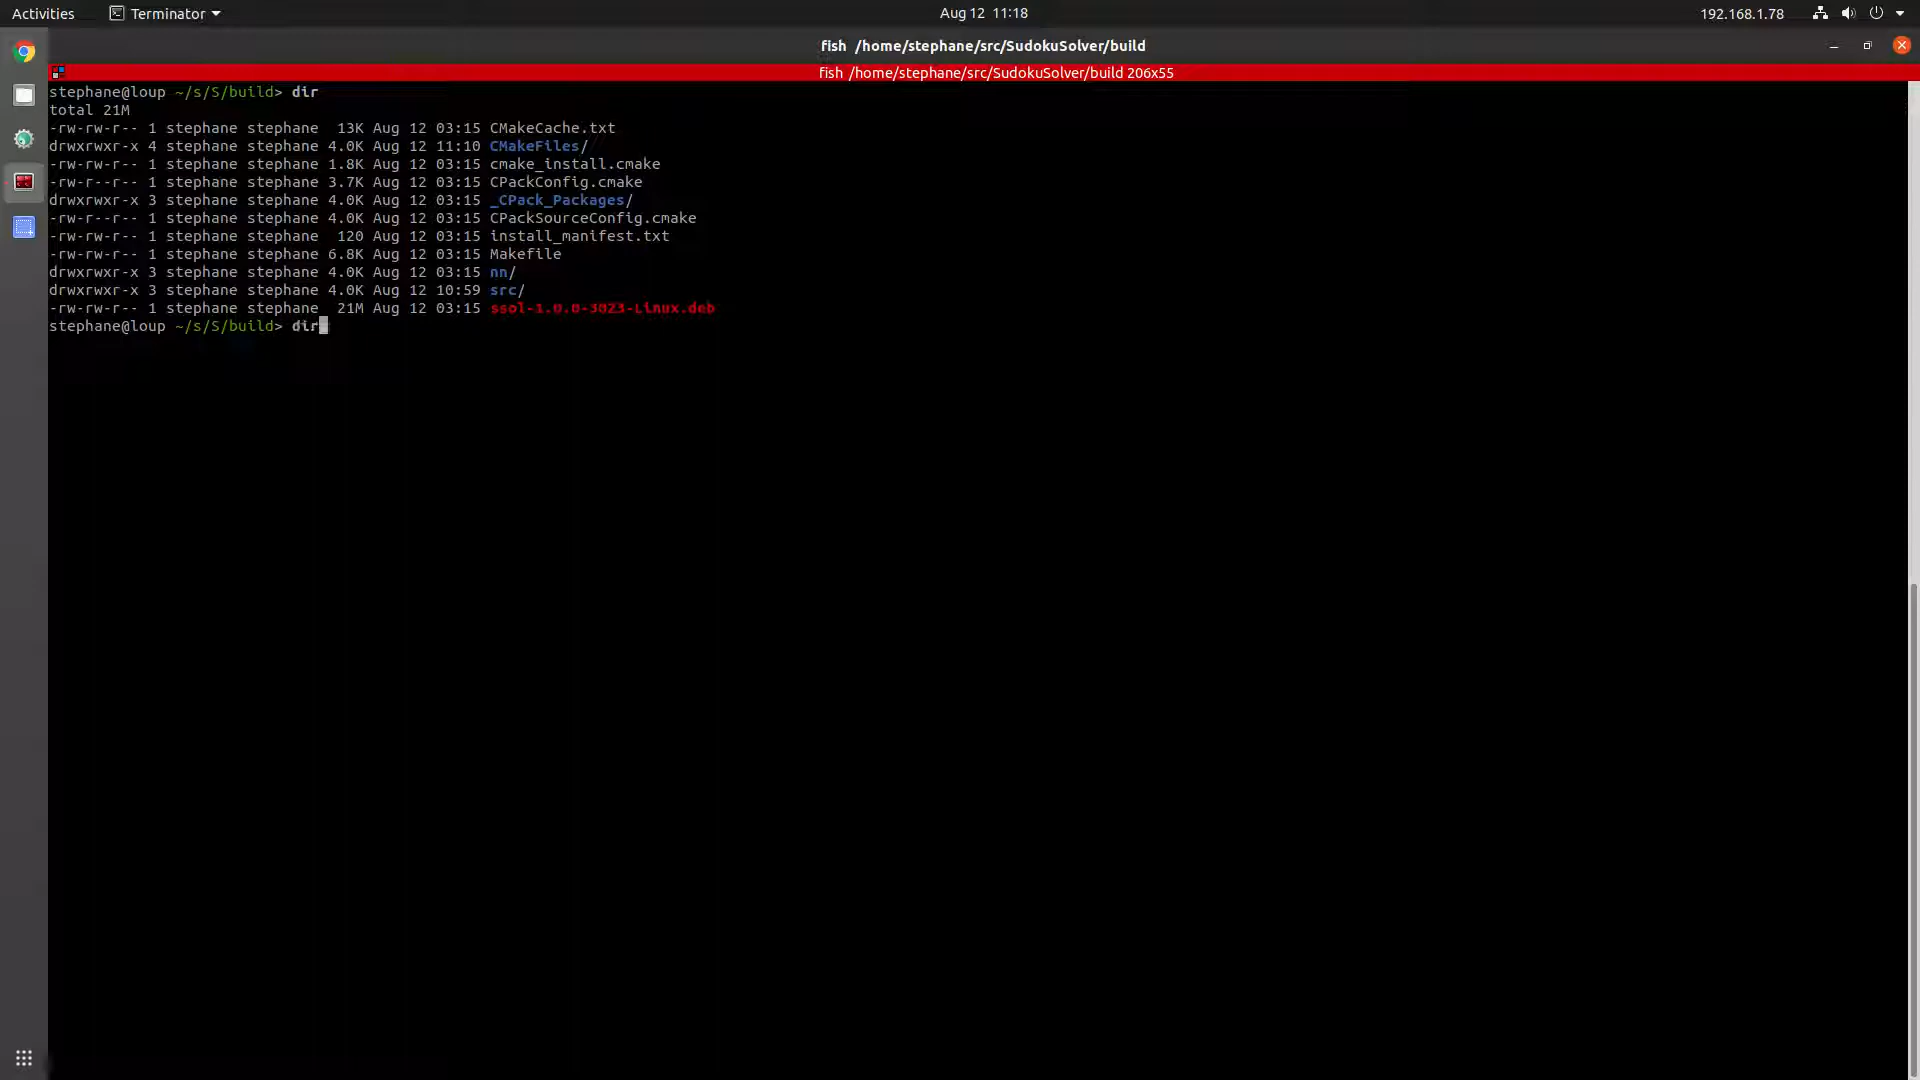 Activities
Terminator
Aug 12 11:18
192.168.1.78
fish /home/stephane/src/SudokuSolver/build
fish /home/stephane/src/SudokuSolver/build 206x55
stephane@loup ~/s/S/build> dir
total 21M
-rw-rw-r-- 1 stephane stephane  13K Aug 12 03:15 CMakeCache.txt
drwxrwxr-x 4 stephane stephane 4.0K Aug 12 11:10 CMakeFiles/
-rw-rw-r-- 1 stephane stephane 1.8K Aug 12 03:15 cmake_install.cmake
-rw-r--r-- 1 stephane stephane 3.7K Aug 12 03:15 CPackConfig.cmake
drwxrwxr-x 3 stephane stephane 4.0K Aug 12 03:15 _CPack_Packages/
-rw-r--r-- 1 stephane stephane 4.0K Aug 12 03:15 CPackSourceConfig.cmake
-rw-rw-r-- 1 stephane stephane  120 Aug 12 03:15 install_manifest.txt
-rw-rw-r-- 1 stephane stephane 6.8K Aug 12 03:15 Makefile
drwxrwxr-x 3 stephane stephane 4.0K Aug 12 03:15 nn/
drwxrwxr-x 3 stephane stephane 4.0K Aug 12 10:59 src/
-rw-rw-r-- 1 stephane stephane  21M Aug 12 03:15 ssol-1.0.0-3023-Linux.deb
stephane@loup ~/s/S/build> dir